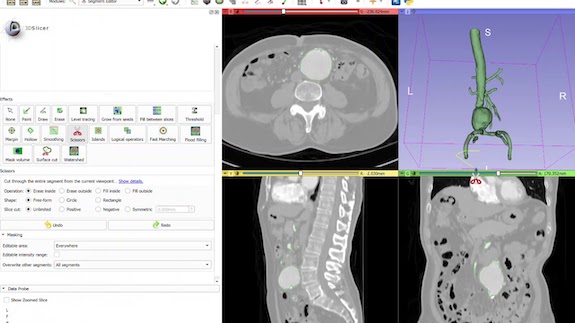 Modules:
Segment Editor
3DSlicer
Effects
None Paint Draw Erase Level tracing Grow from seeds Fill between slices Threshold
Margin Hollow Smoothing Scissors Islands Logical operators Fast Marching Flood filling
Mask volume Surface cut Watershed
Scissors
Cut through the entire segment from the current viewpoint. Show details.
Operation: Erase inside Erase outside Fill inside Fill outside
Shape: Free-form Circle Rectangle
Slice cut: Unlimited Positive Negative Symmetric
Undo Redo
Masking
Editable area: Everywhere
Editable intensity range:
Overwrite other segments: All segments
Data Probe
Show Zoomed Slice
L
F
S
L
R
I
Y
G